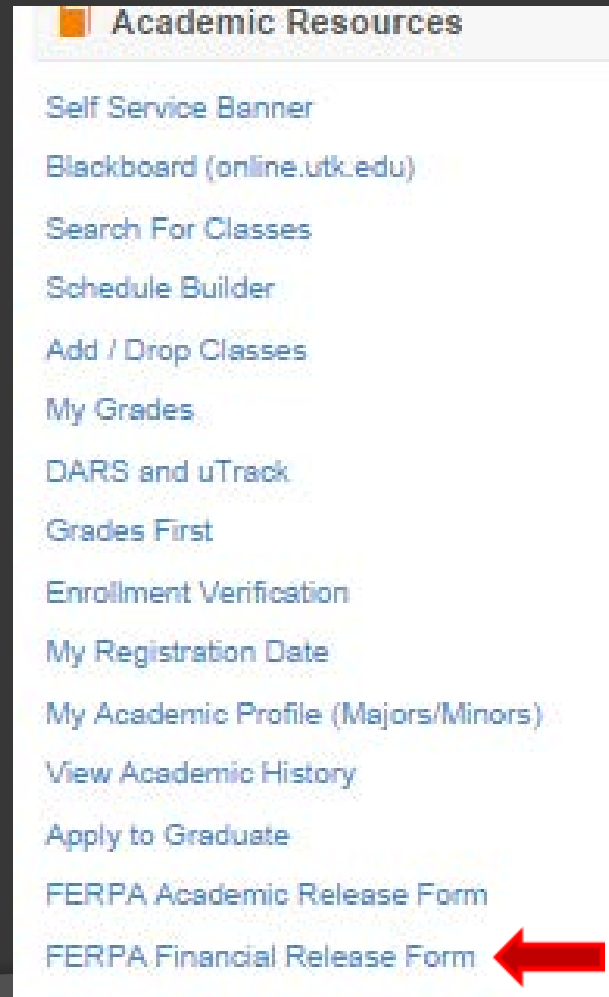 Academic Resources
Self Service Banner
Blackboard (online.utk.edu)
Search For Classes
Schedule Builder
Add / Drop Classes
My Grades
DARS and uTrack
Grades First
Enrollment Verification
My Registration Date
My Academic Profile (Majors/Minors)
View Academic History
Apply to Graduate
FERPA Academic Release Form
FERPA Financial Release Form